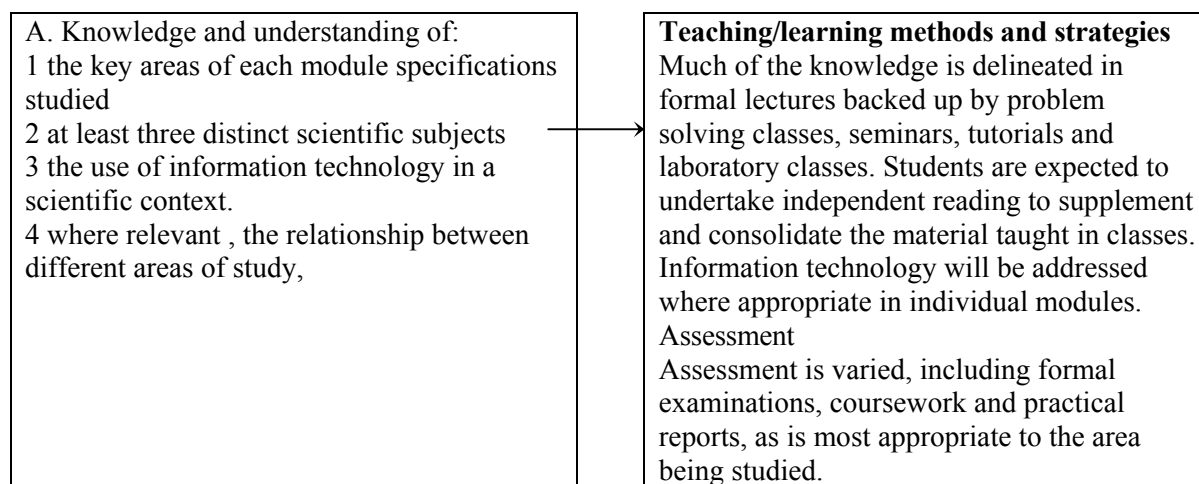 A. Knowledge and understanding of:
1 the key areas of each module specifications
studied
2 at least three distinct scientific subjects
3 the use of information technology in a
scientific context.
4 where relevant , the relationship between
different areas of study,
Teaching/learning methods and strategies
Much of the knowledge is delineated in
formal lectures backed up by problem
solving classes, seminars, tutorials and
laboratory classes. Students are expected to
undertake independent reading to supplement
and consolidate the material taught in classes.
Information technology will be addressed
where appropriate in individual modules.
Assessment
Assessment is varied, including formal
examinations, coursework and practical
reports, as is most appropriate to the area
being studied.